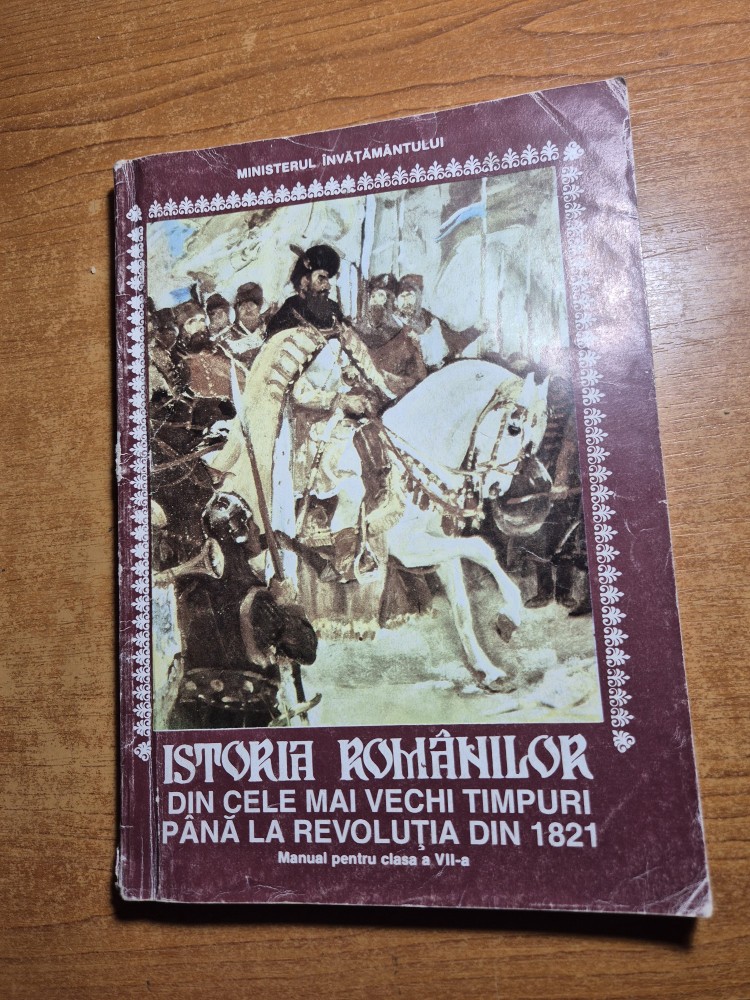 MINISTERUL ÎNVĂȚĂMÂNTULUI
ISTORIA ROMÂNILOR
DIN CELE MAI VECHI TIMPURI
PÂNĂ LA REVOLUȚIA DIN 1821
Manual pentru clasa a VII-a